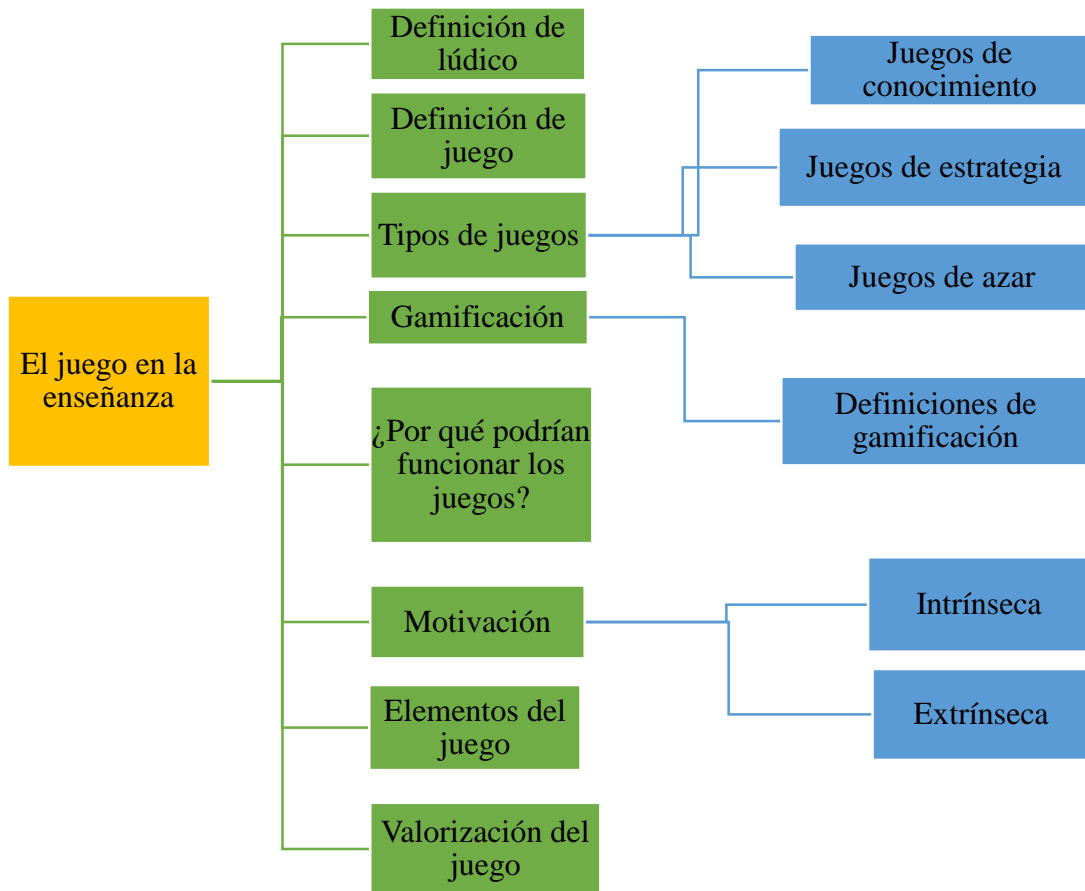 El juego en la
enseñanza
Definición de
lúdico
Definición de
juego
Tipos de juegos
Gamificación
¿Por qué podrían
funcionar los
juegos?
Motivación
Elementos del
juego
Valorización del
juego
Juegos de
conocimiento
Juegos de estrategia
Juegos de azar
Definiciones de
gamificación
Intrínseca
Extrínseca